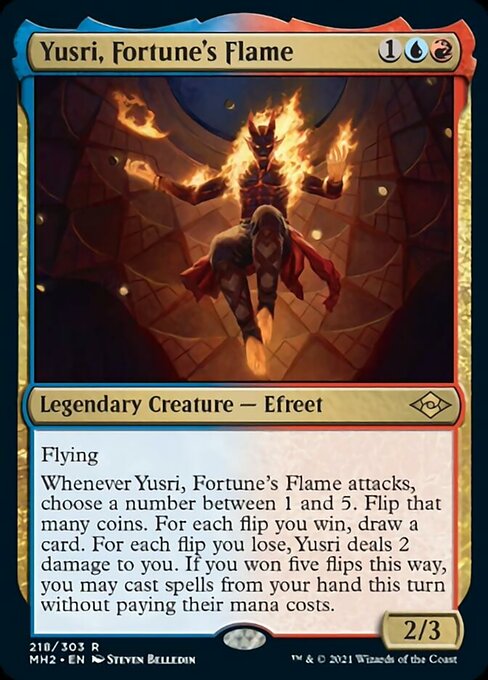 Yusri, Fortune's Flame 1
Legendary Creature — Efreet
Flying
Whenever Yusri, Fortune's Flame attacks,
choose a number between 1 and 5. Flip that
many coins. For each flip you win, draw a
card. For each flip you lose, Yusri deals 2
damage to you. If you won five flips this way,
you may cast spells from your hand this turn
without paying their mana costs.
2/3
218/303 R
MH2 • EN Steven Belledin
™ & © 2021 Wizards of the Coast